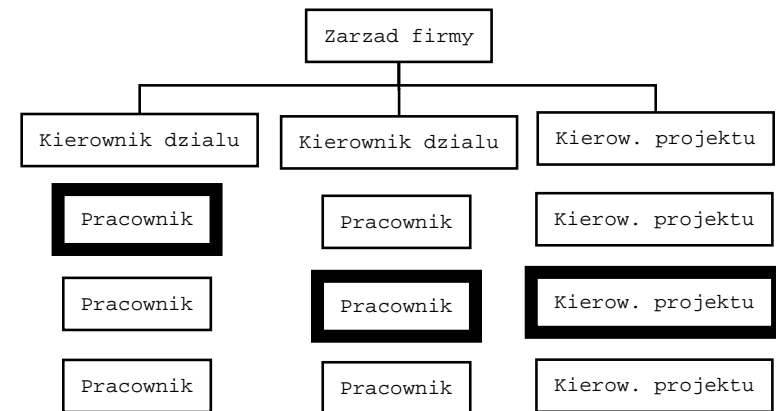 Zarzad firmy
Kierownik dzialu
Kierownik dzialu
Kierow. projektu
Pracownik
Pracownik
Kierow. projektu
Pracownik
Pracownik
Kierow. projektu
Pracownik
Pracownik
Kierow. projektu